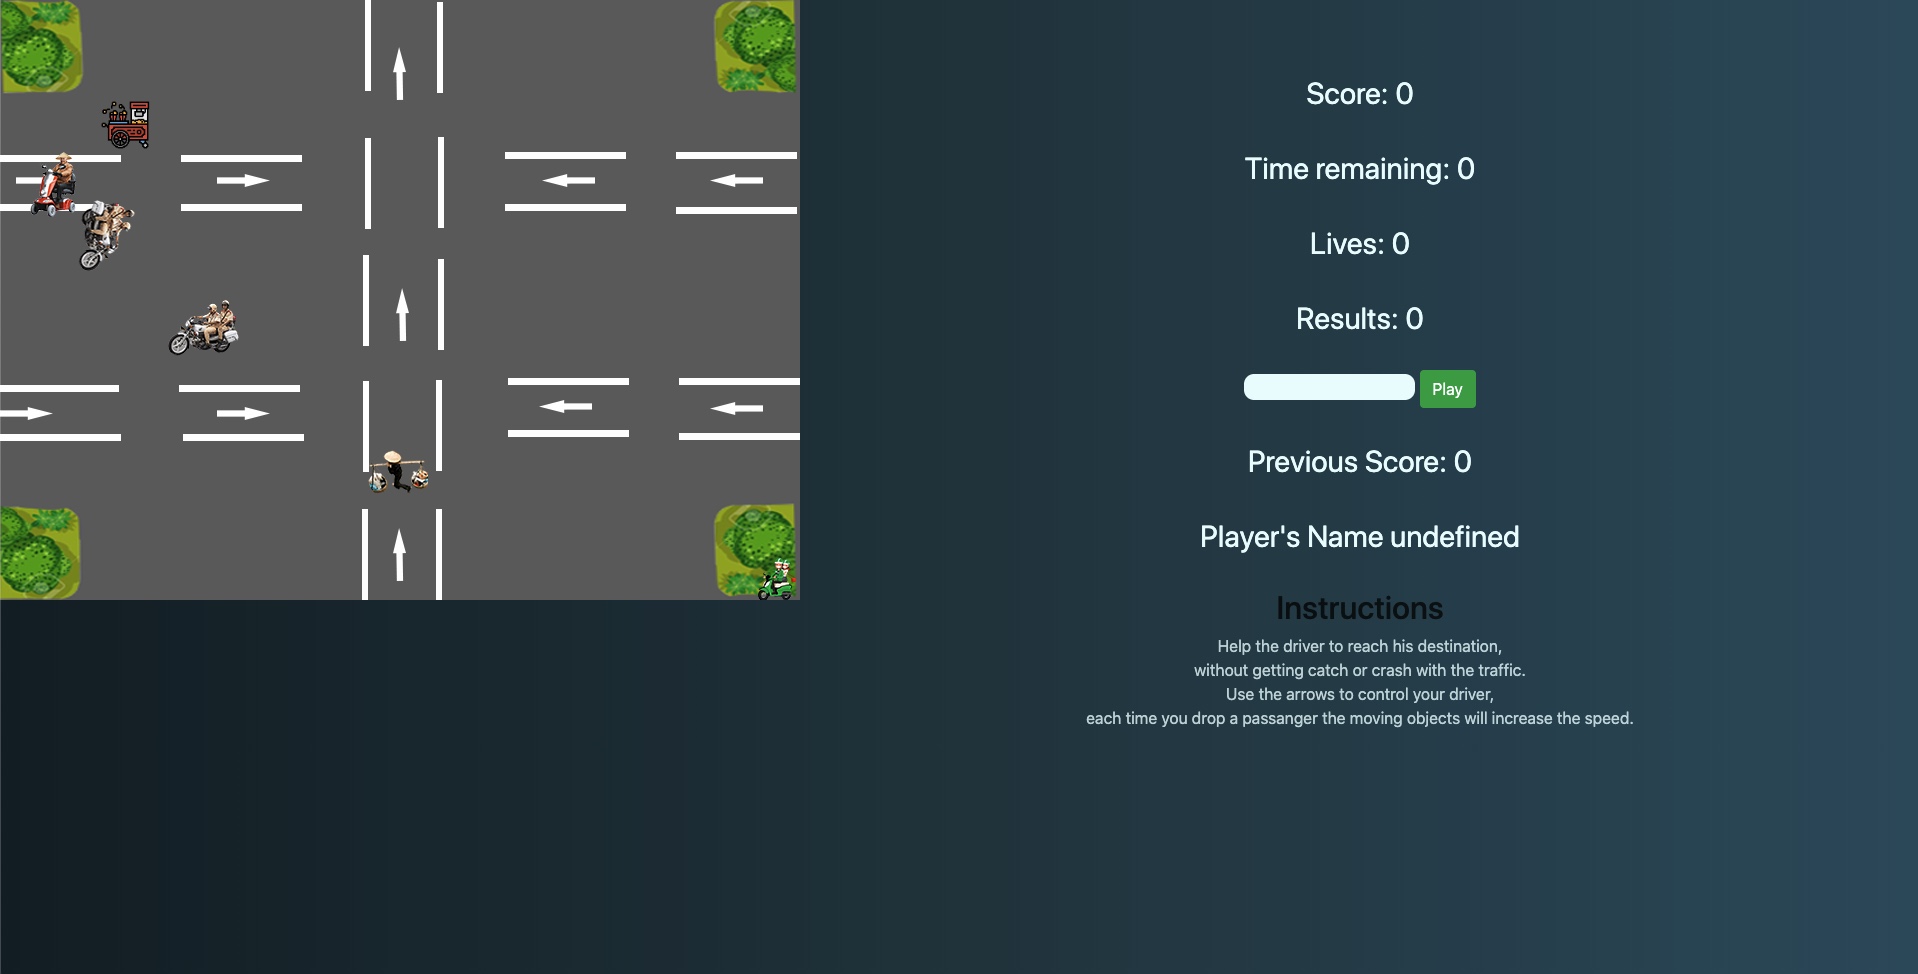 Score: 0
Time remaining: 0
Lives: 0
Results: 0
Play
Previous Score: 0
Player's Name undefined
Instructions
Help the driver to reach his destination,
without getting catch or crash with the traffic.
Use the arrows to control your driver,
each time you drop a passanger the moving objects will increase the speed.